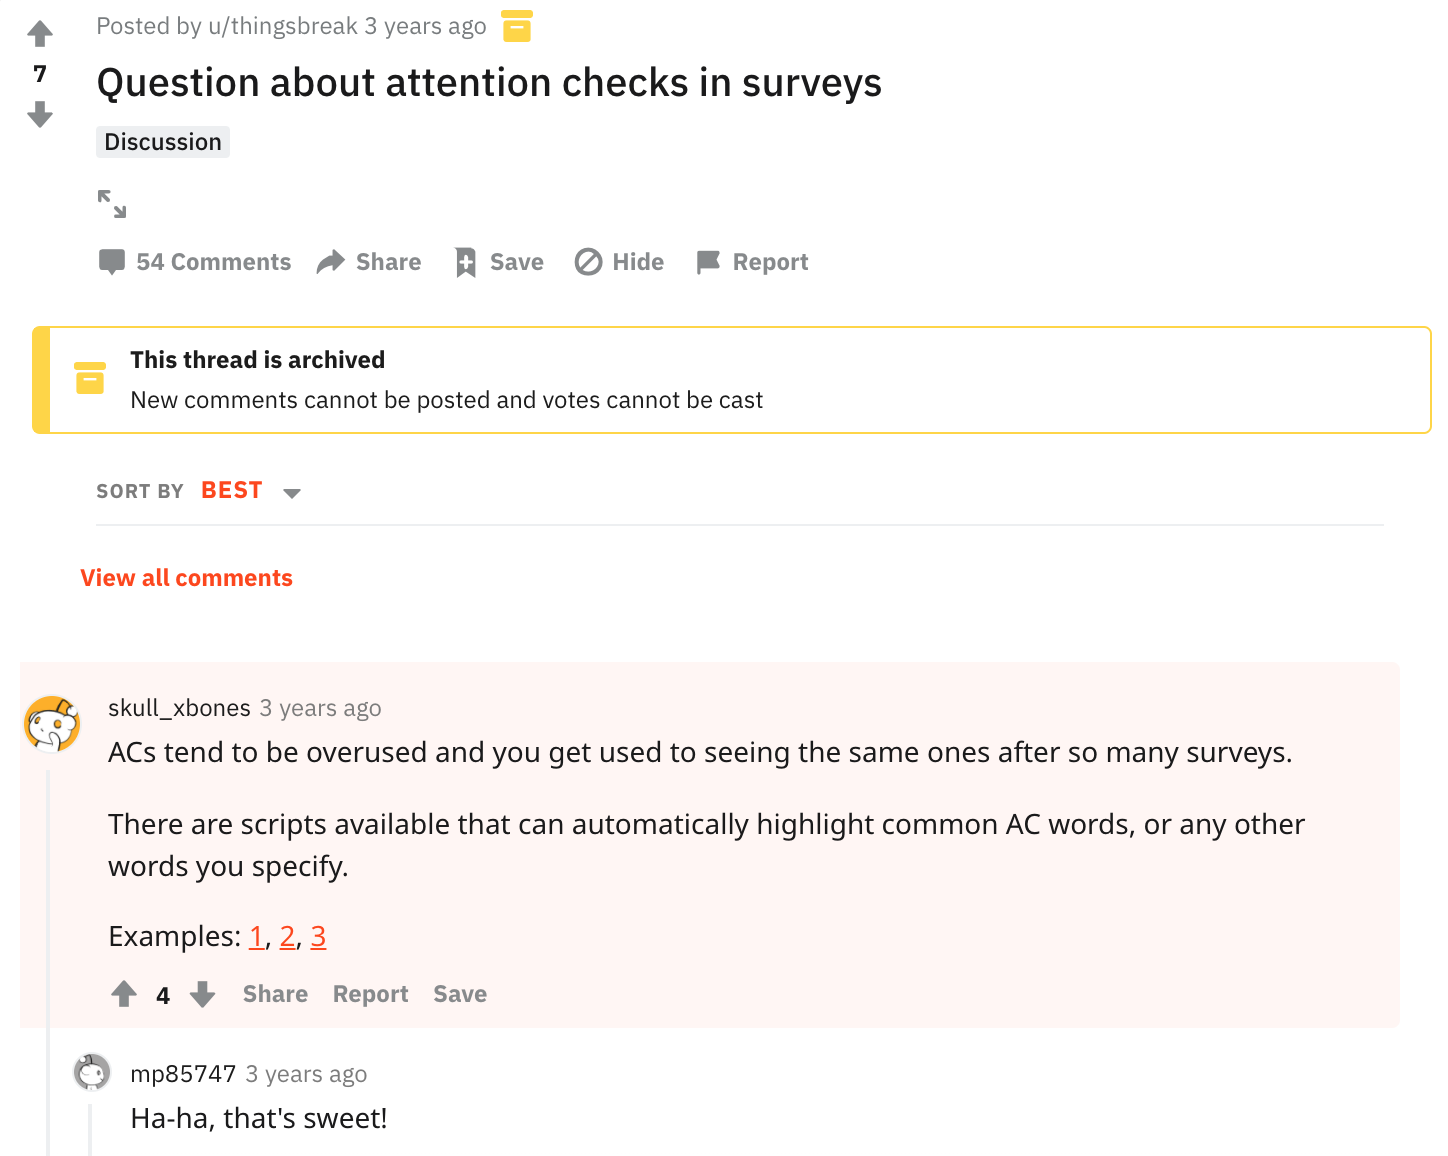 Posted by u/thingsbreak 3 years ago
7
Question about attention checks in surveys
Discussion
54 Comments Share Save Hide Report
This thread is archived
New comments cannot be posted and votes cannot be cast
SORT BY BEST
View all comments
skull_xbones 3 years ago
ACs tend to be overused and you get used to seeing the same ones after so many surveys.
There are scripts available that can automatically highlight common AC words, or any other
words you specify.
Examples: 1, 2, 3
4 Share Report Save
mp85747 3 years ago
Ha-ha, that's sweet!